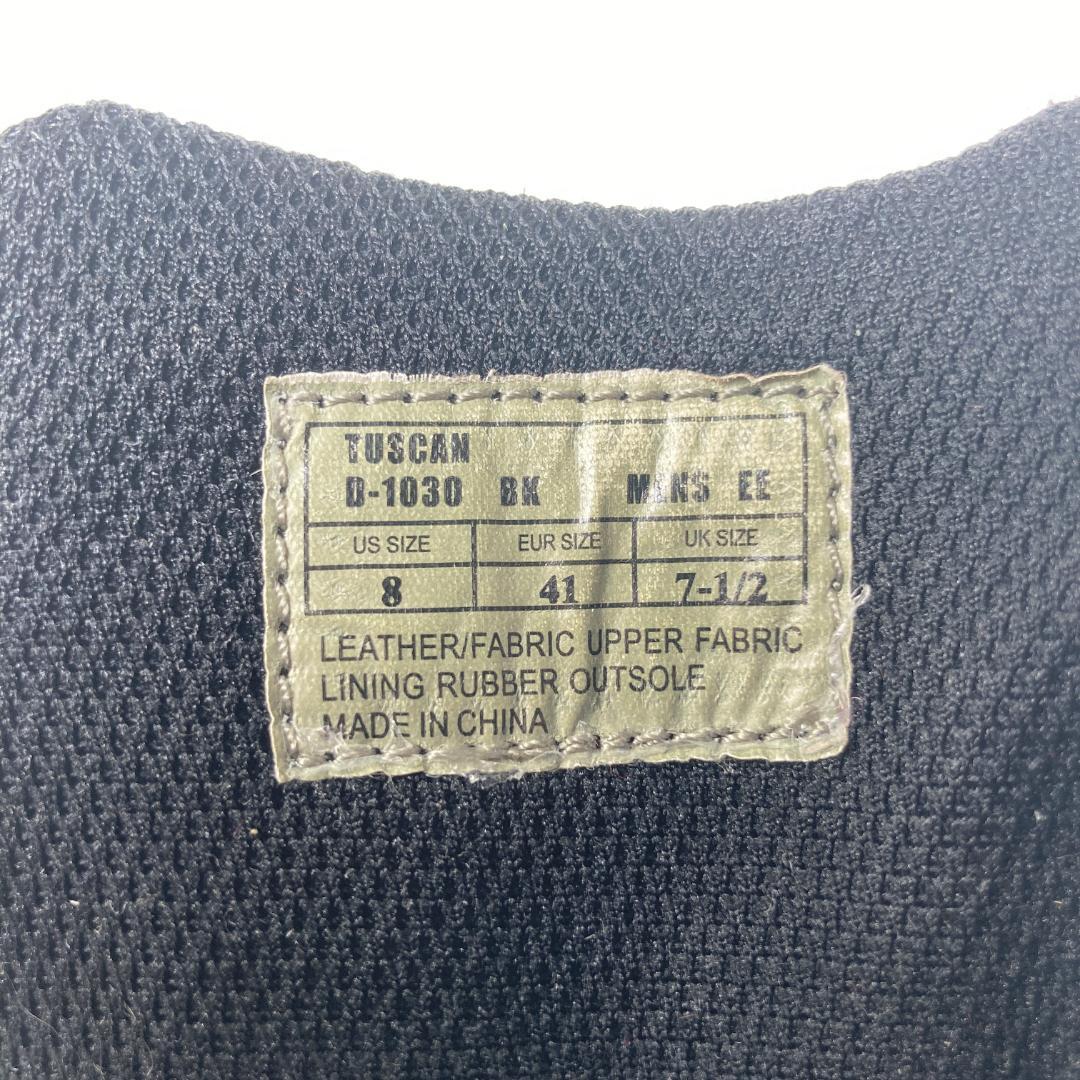 TUSCAN
D-1030 BK MENS EE
US SIZE EUR SIZE UK SIZE
8 41 7-1/2
LEATHER/FABRIC UPPER FABRIC
LINING RUBBER OUTSOLE
MADE IN CHINA